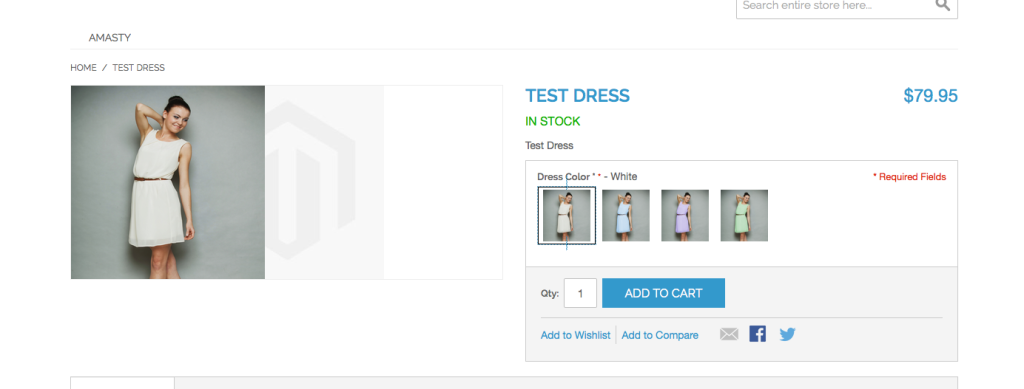 Search entire store here...
AMASTY
HOME / TEST DRESS
TEST DRESS
$79.95
IN STOCK
Test Dress
Dress Color * * - White
* Required Fields
Qty: 1 ADD TO CART
Add to Wishlist Add to Compare